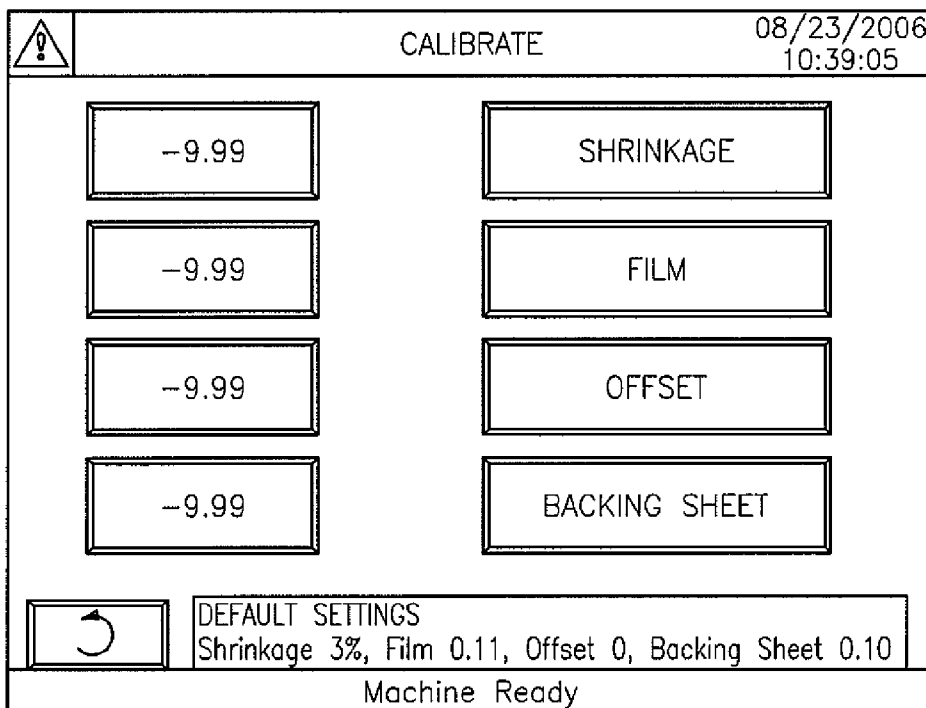 CALIBRATE
08/23/2006
10:39:05
-9.99 SHRINKAGE
-9.99 FILM
-9.99 OFFSET
-9.99 BACKING SHEET
DEFAULT SETTINGS
Shrinkage 3%, Film 0.11, Offset 0, Backing Sheet 0.10
Machine Ready